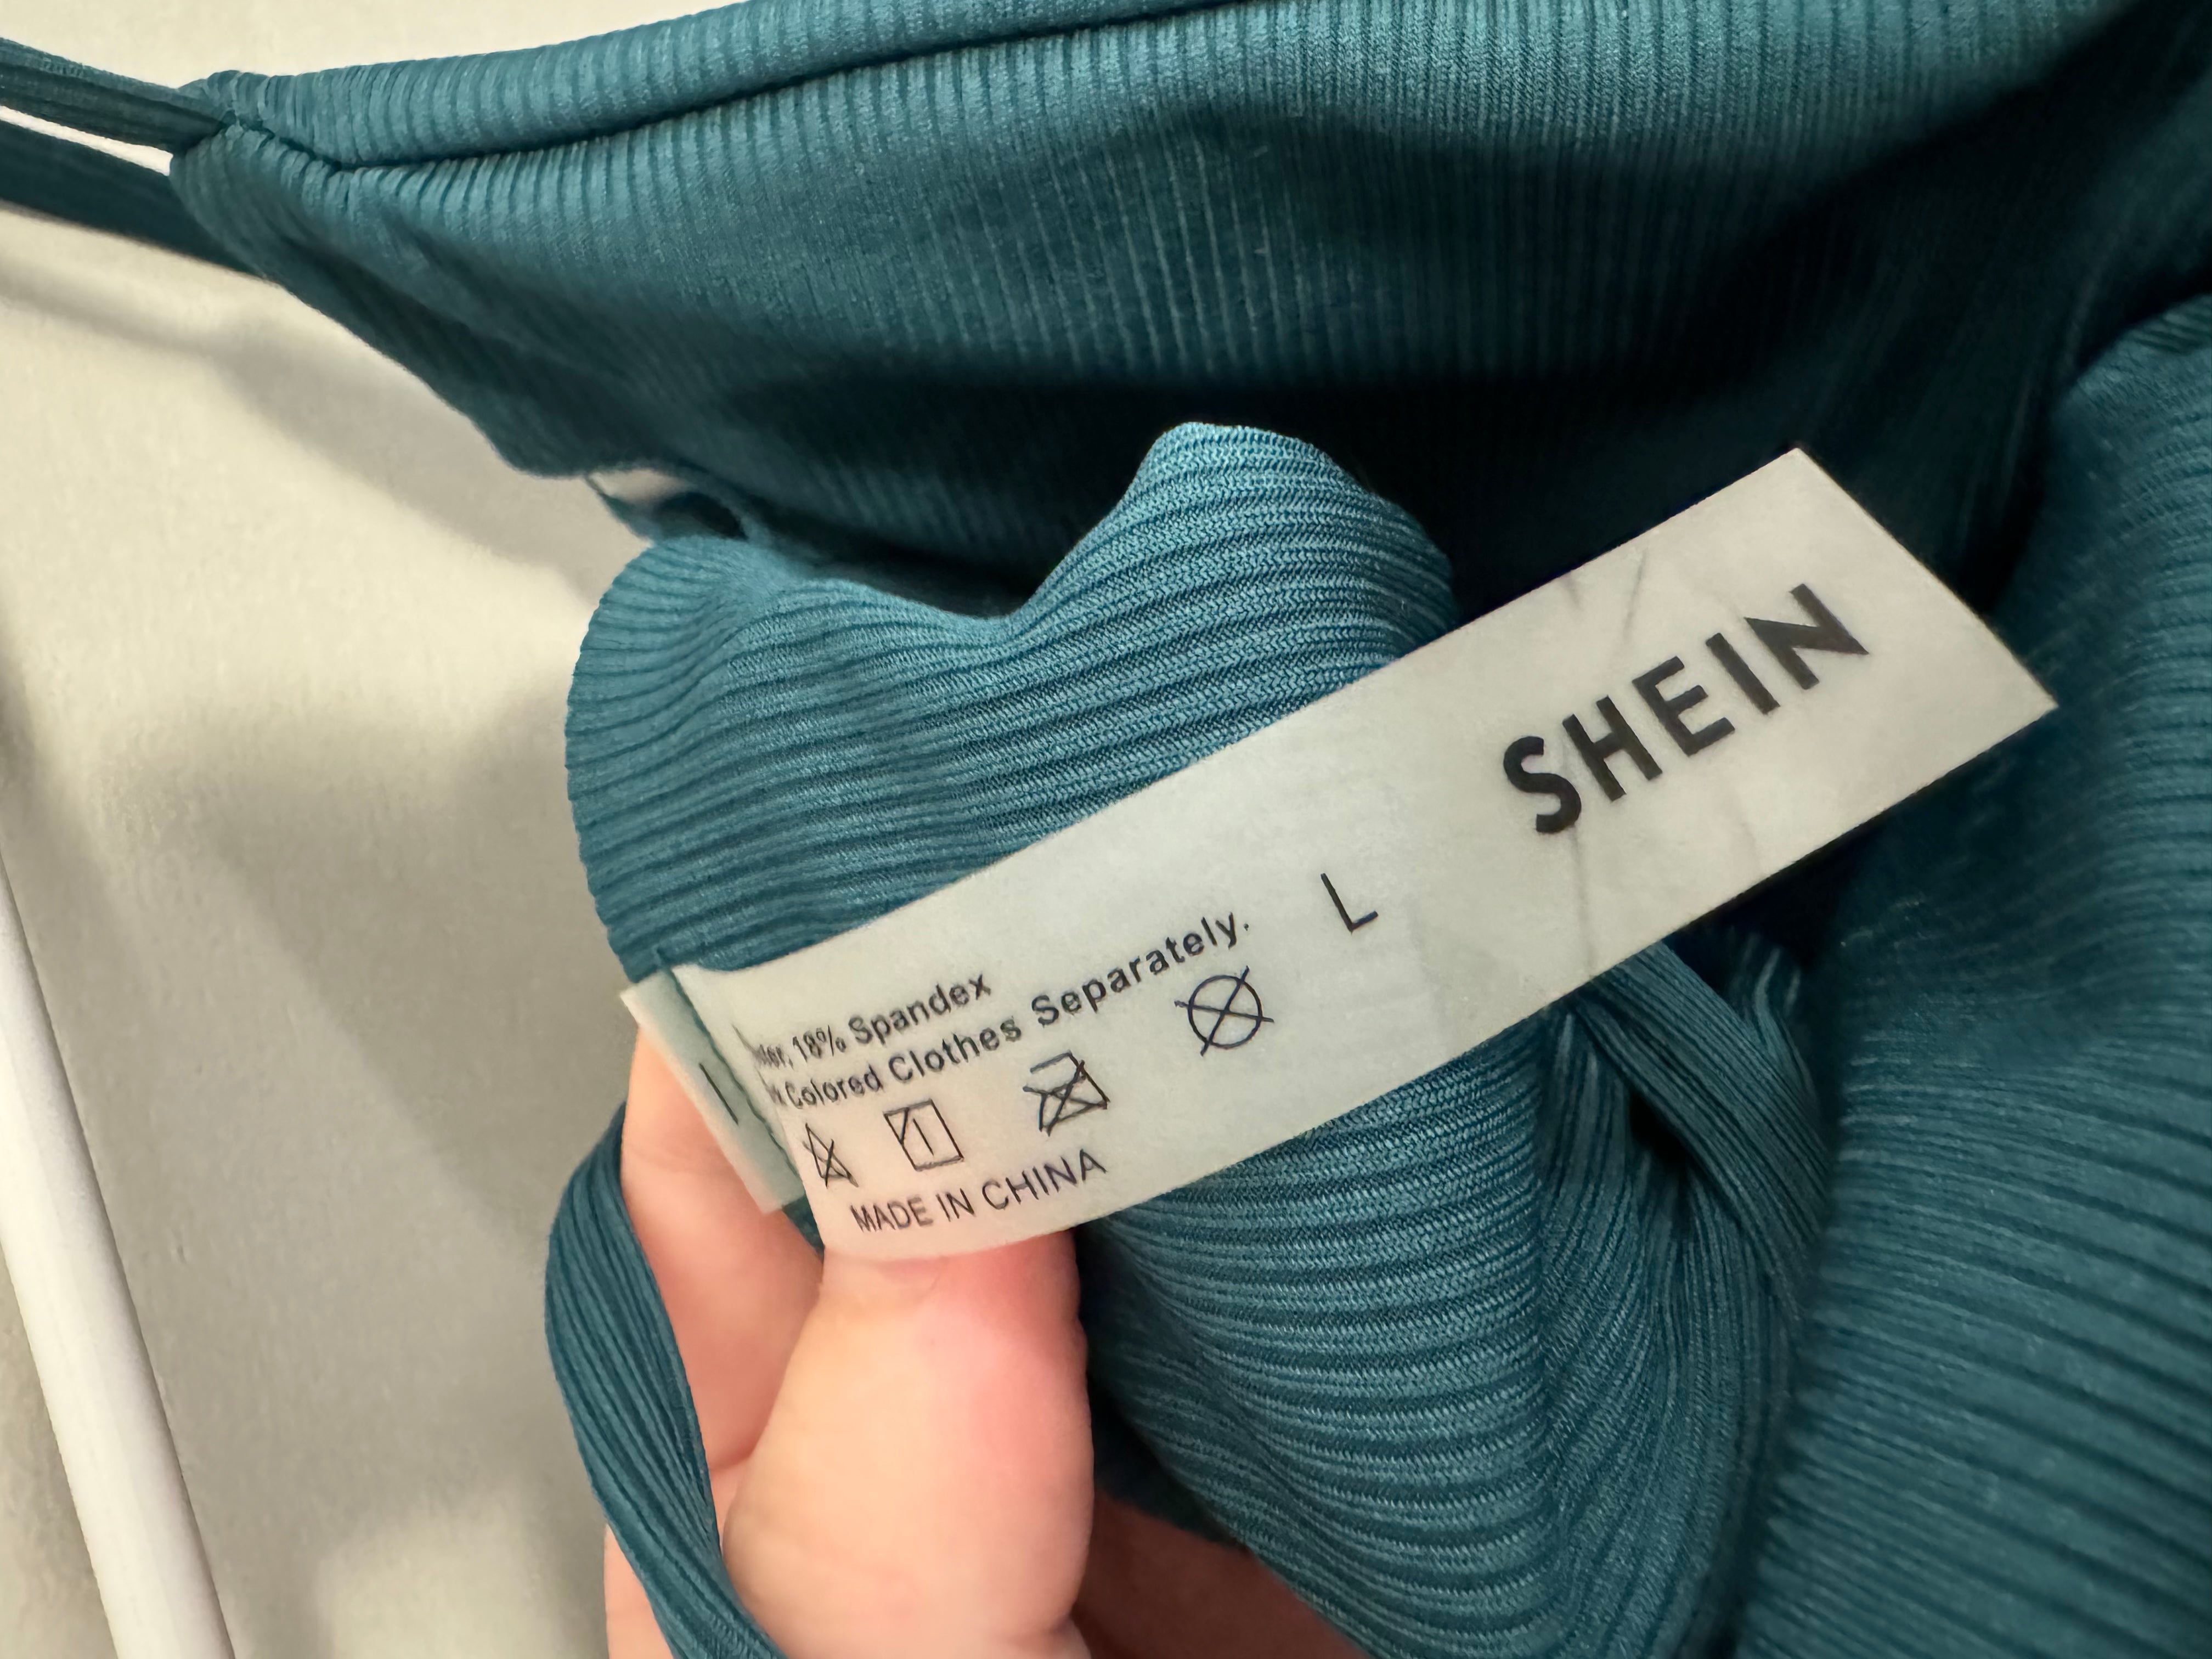 SHEIN
L
18% Spandex
Colored Clothes Separately.
MADE IN CHINA